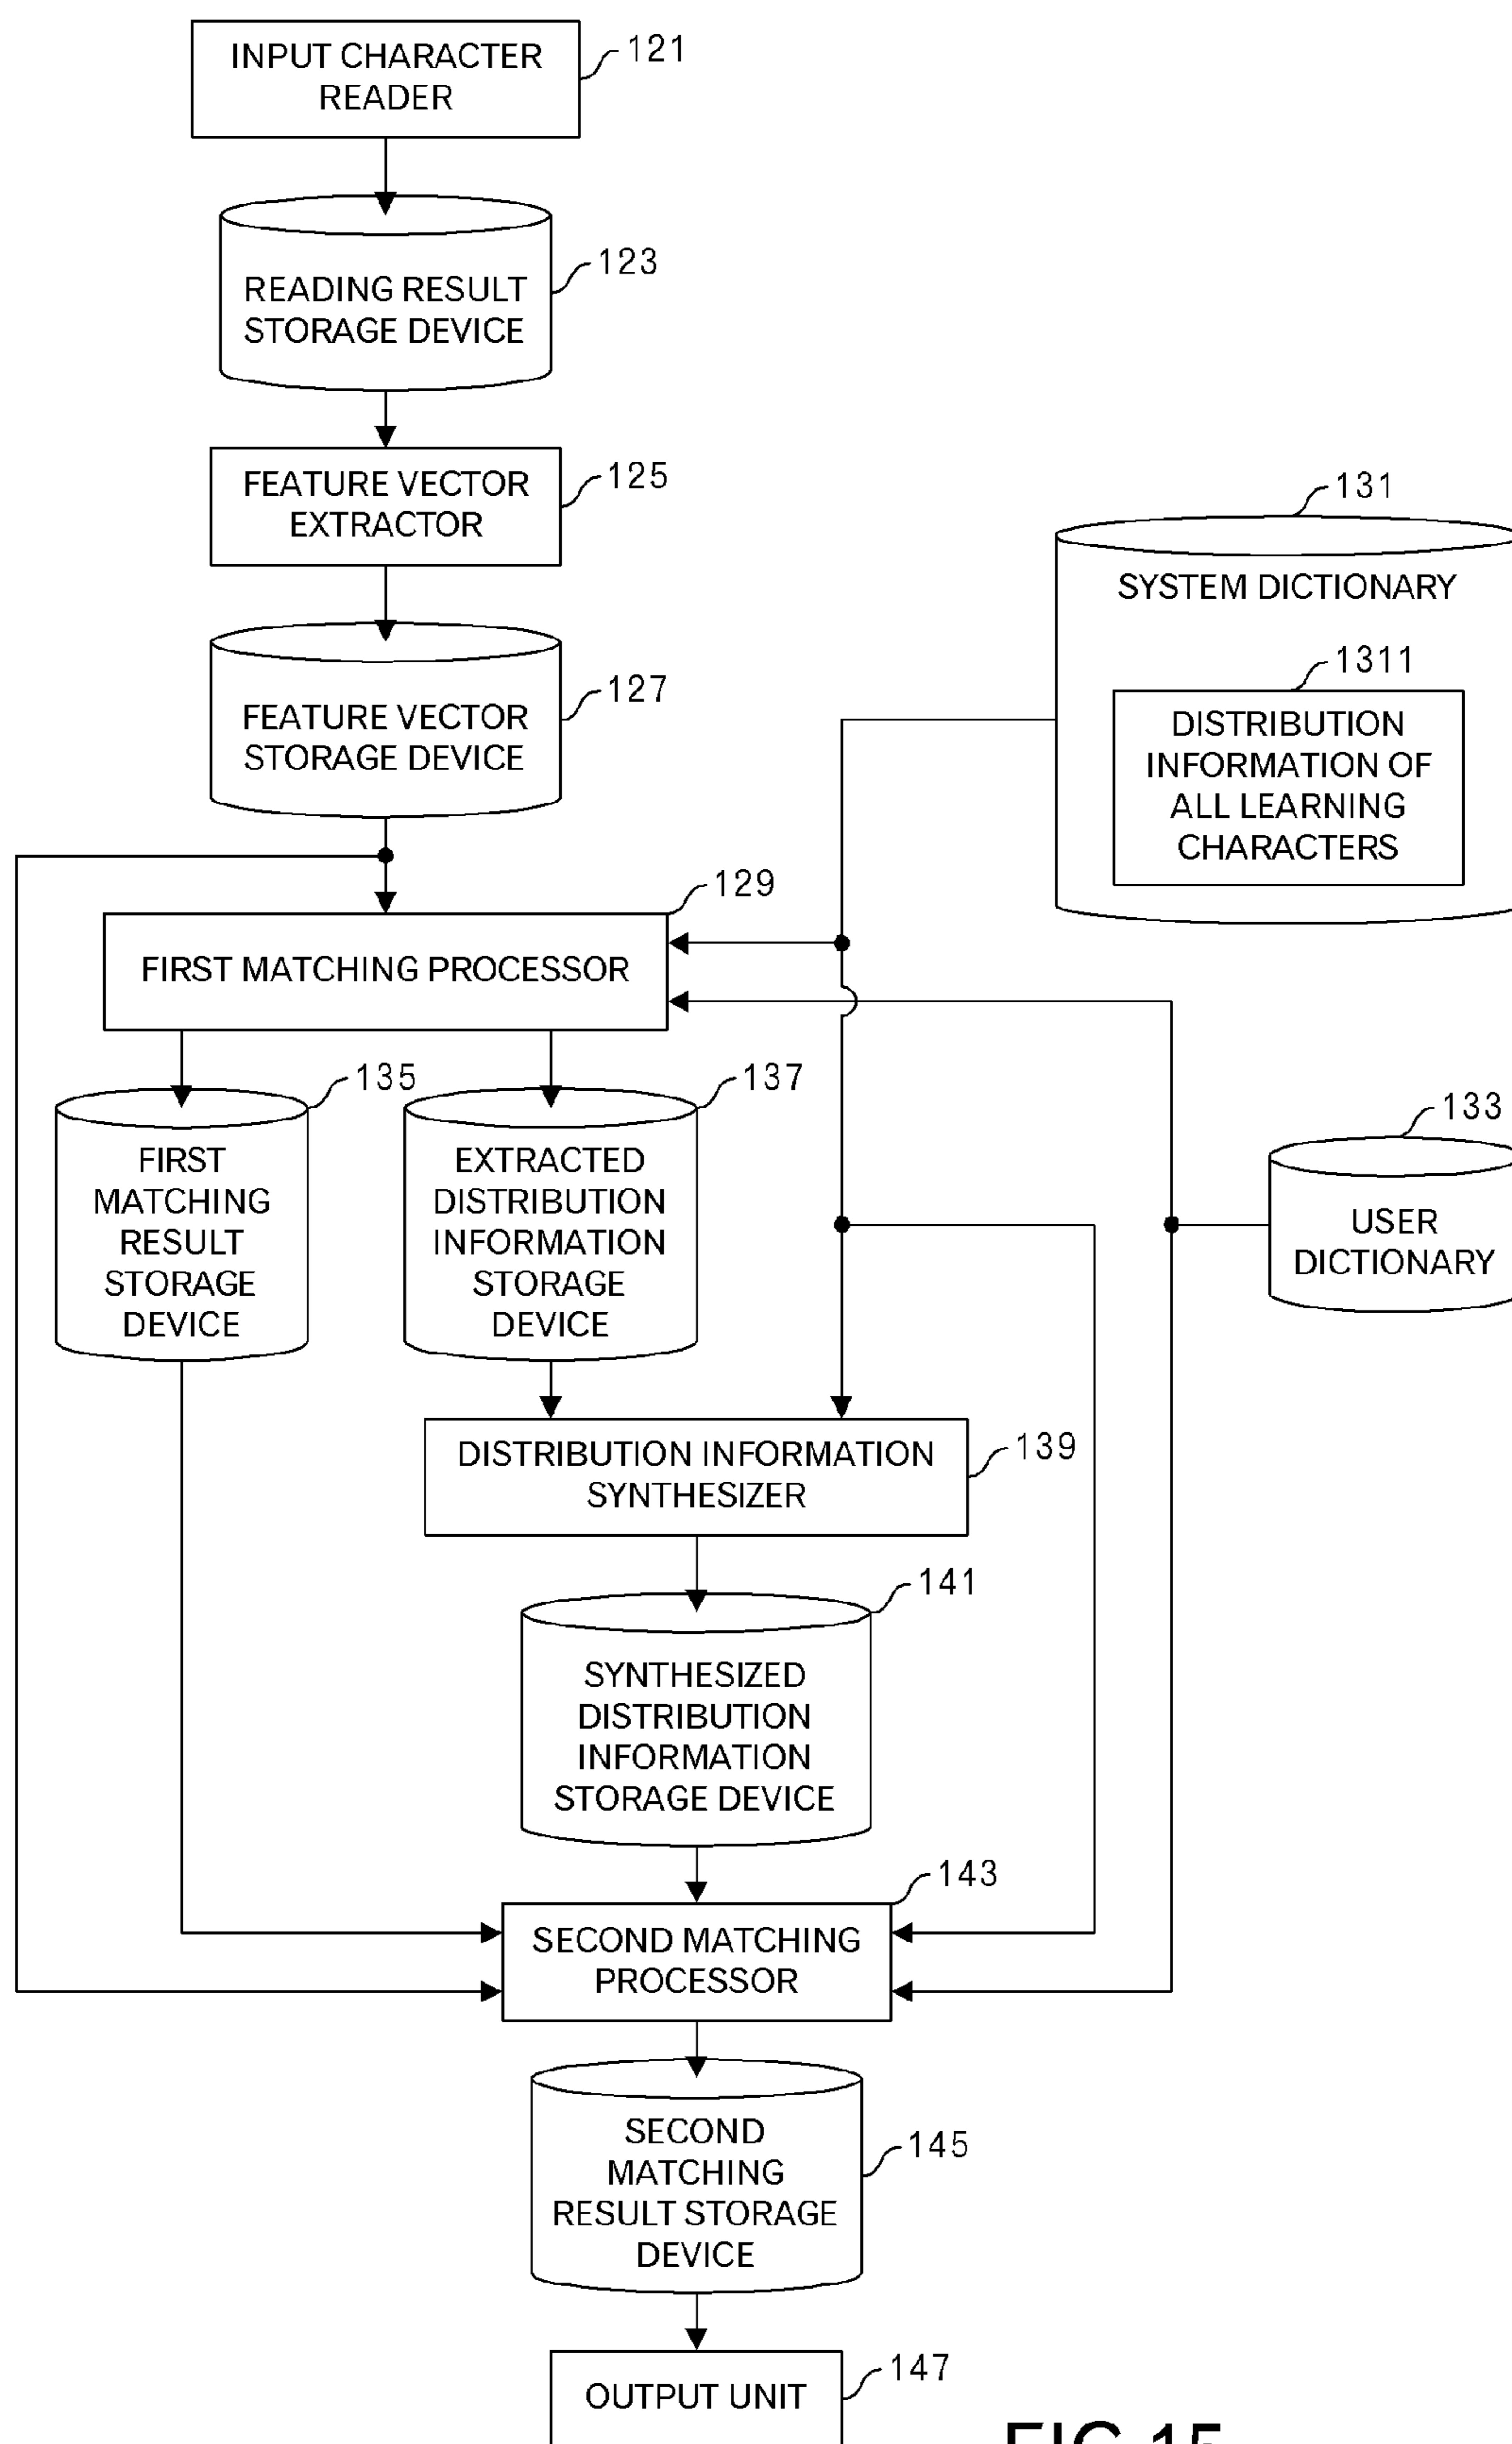 INPUT CHARACTER
READER
121
READING RESULT
STORAGE DEVICE
123
FEATURE VECTOR
EXTRACTOR
125
FEATURE VECTOR
STORAGE DEVICE
127
131
SYSTEM DICTIONARY
1311
DISTRIBUTION
INFORMATION OF
ALL LEARNING
CHARACTERS
129
FIRST MATCHING PROCESSOR
135
FIRST
MATCHING
RESULT
STORAGE
DEVICE
137
EXTRACTED
DISTRIBUTION
INFORMATION
STORAGE
DEVICE
133
USER
DICTIONARY
DISTRIBUTION INFORMATION
SYNTHESIZER
139
141
SYNTHESIZED
DISTRIBUTION
INFORMATION
STORAGE DEVICE
143
SECOND MATCHING
PROCESSOR
SECOND
MATCHING
RESULT STORAGE
DEVICE
145
OUTPUT UNIT
147
FIG.15